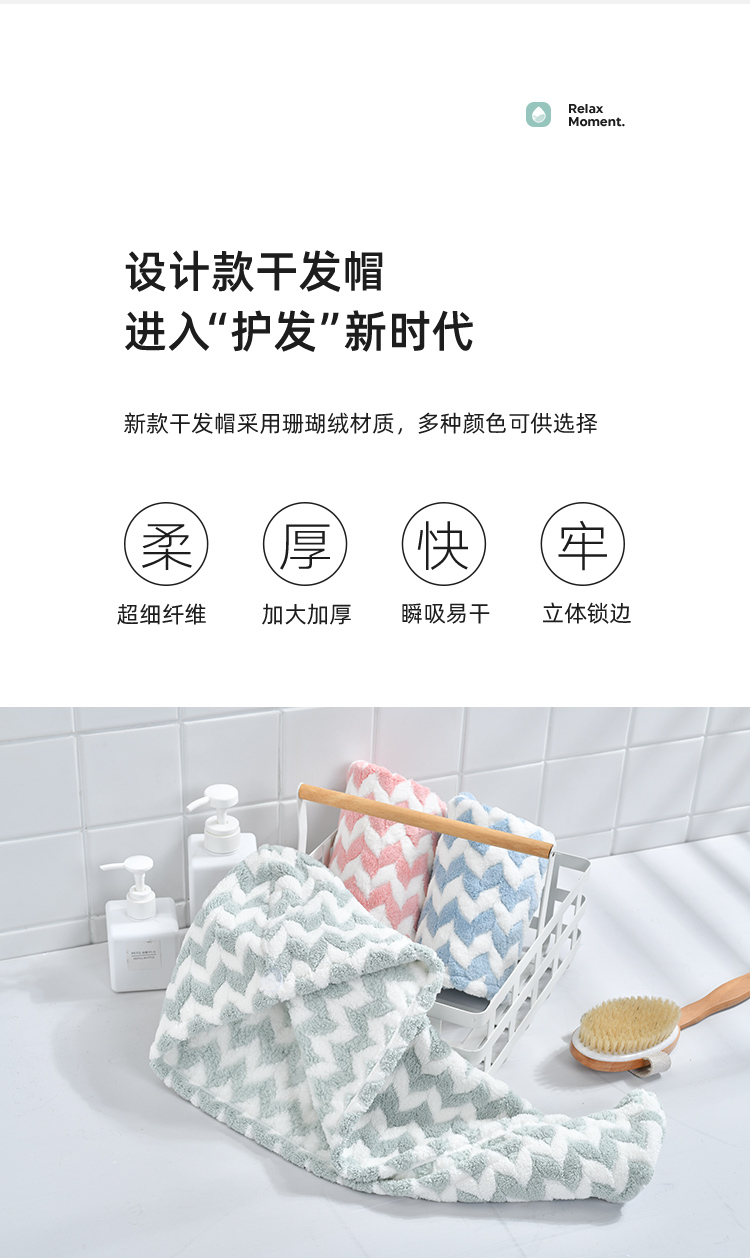 Relax
Moment.
设计款干发帽
进入“护发”新时代
新款干发帽采用珊瑚绒材质，多种颜色可供选择
柔 厚 快 牢
超细纤维 加大加厚 瞬吸易干 立体锁边